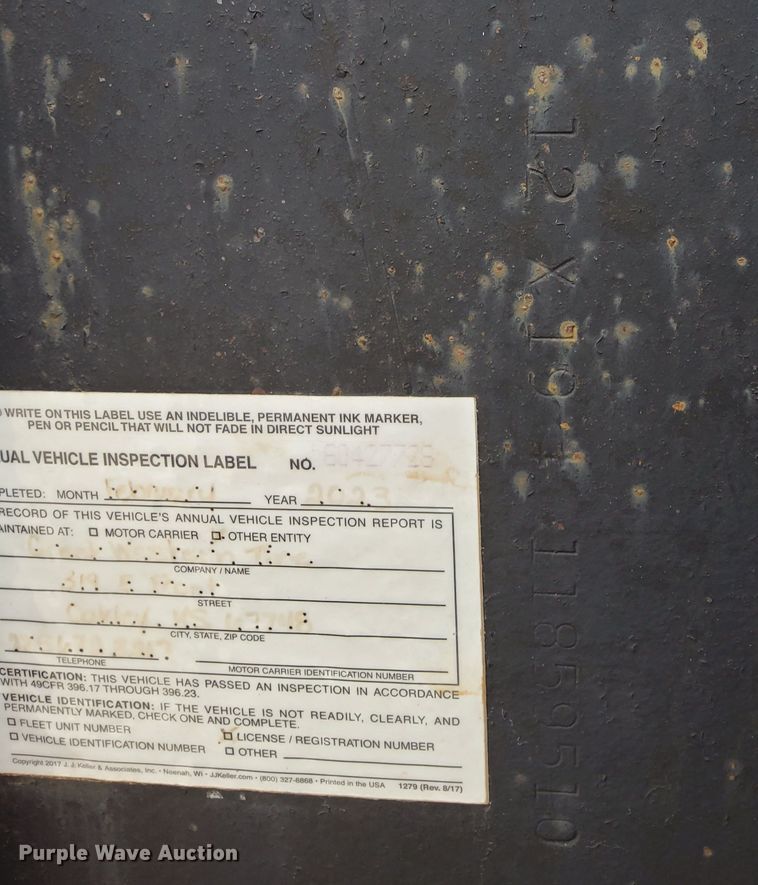 WRITE ON THIS LABEL USE AN INDELIBLE, PERMANENT INK MARKER,
PEN OR PENCIL THAT WILL NOT FADE IN DIRECT SUNLIGHT
UAL VEHICLE INSPECTION LABEL NO.
PLETED: MONTH YEAR
RECORD OF THIS VEHICLE'S ANNUAL VEHICLE INSPECTION REPORT IS
AINTAINED AT: MOTOR CARRIER OTHER ENTITY
COMPANY / NAME
STREET
CITY, STATE, ZIP CODE
TELEPHONE MOTOR CARRIER IDENTIFICATION NUMBER
CERTIFICATION: THIS VEHICLE HAS PASSED AN INSPECTION IN ACCORDANCE
WITH 49CFR 396.17 THROUGH 396.23.
VEHICLE IDENTIFICATION: IF THE VEHICLE IS NOT READILY, CLEARLY, AND
PERMANENTLY MARKED, CHECK ONE AND COMPLETE.
FLEET UNIT NUMBER
LICENSE / REGISTRATION NUMBER
VEHICLE IDENTIFICATION NUMBER
OTHER
Copyright 2017 J. J. Keller & Associates, Inc. • Neenah, WI • JJKeller.com • (800) 327-6868 • Printed in the USA 1279 (Rev. 8/17)
12 X 19
11859510
Purple Wave Auction